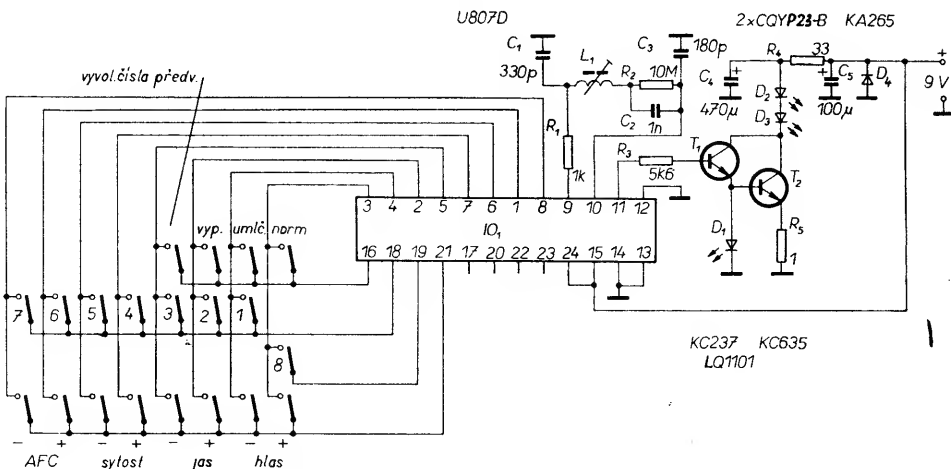 U807D
2xCQYP23-B KA265
C1
330p
L1
R2
10M
C2
1n
C3
180p
R4
33
C4
470µ
C5
100µ
D4
+
9V
D2
D3
vyvol.čísla předv.
R1
1k
R3
5k6
T1
T2
D1
R5
1
3 4 2 5 7 6 1 8 9 10 11 12
IO1
16 18 19 21 17 20 22 23 24 15 14 13
vyp. umlč. norm
7 6 5 4 3 2 1
8
KC237 KC635
LQ1101
− + − + − + − +
AFC sytost jas hlas